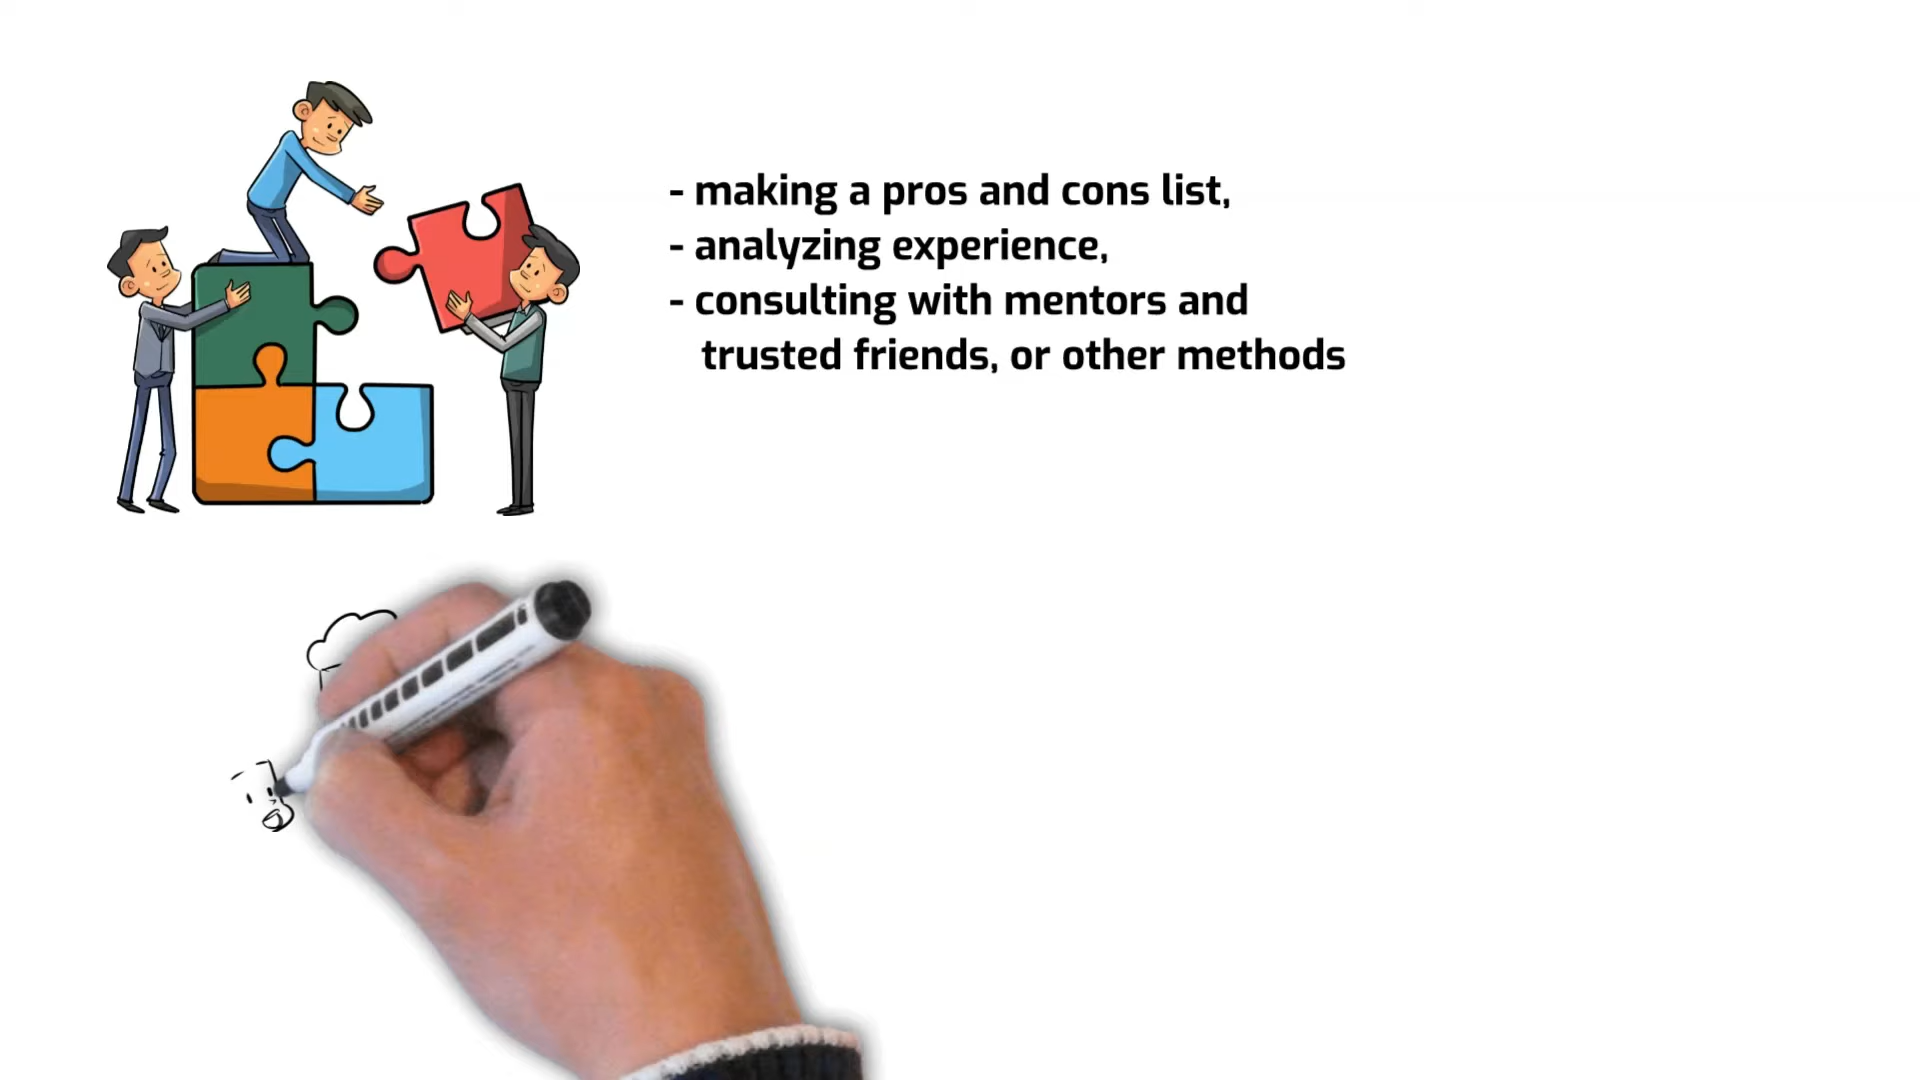 - making a pros and cons list,
- analyzing experience,
- consulting with mentors and
trusted friends, or other methods